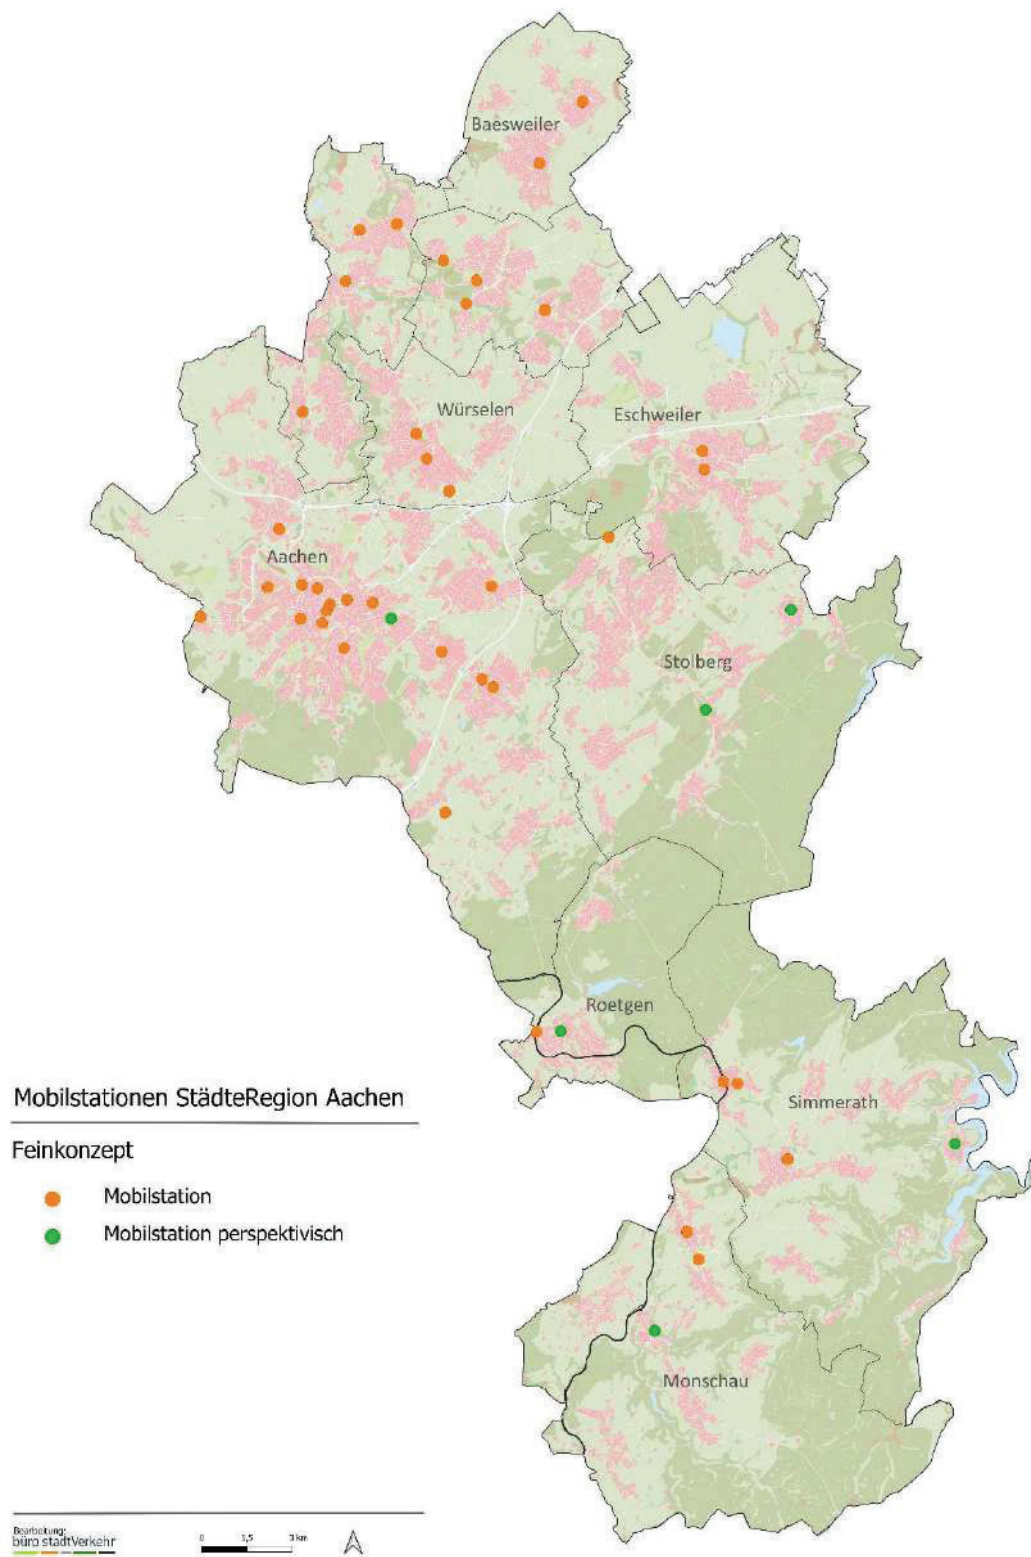 Baesweiler
Würselen
Eschweiler
Aachen
Stolberg
Roetgen
Simmerath
Monschau
Mobilstationen StädteRegion Aachen
Feinkonzept
Mobilstation
Mobilstation perspektivisch
Bearbeitung:
büro stadtVerkehr
0 1,5 3 km